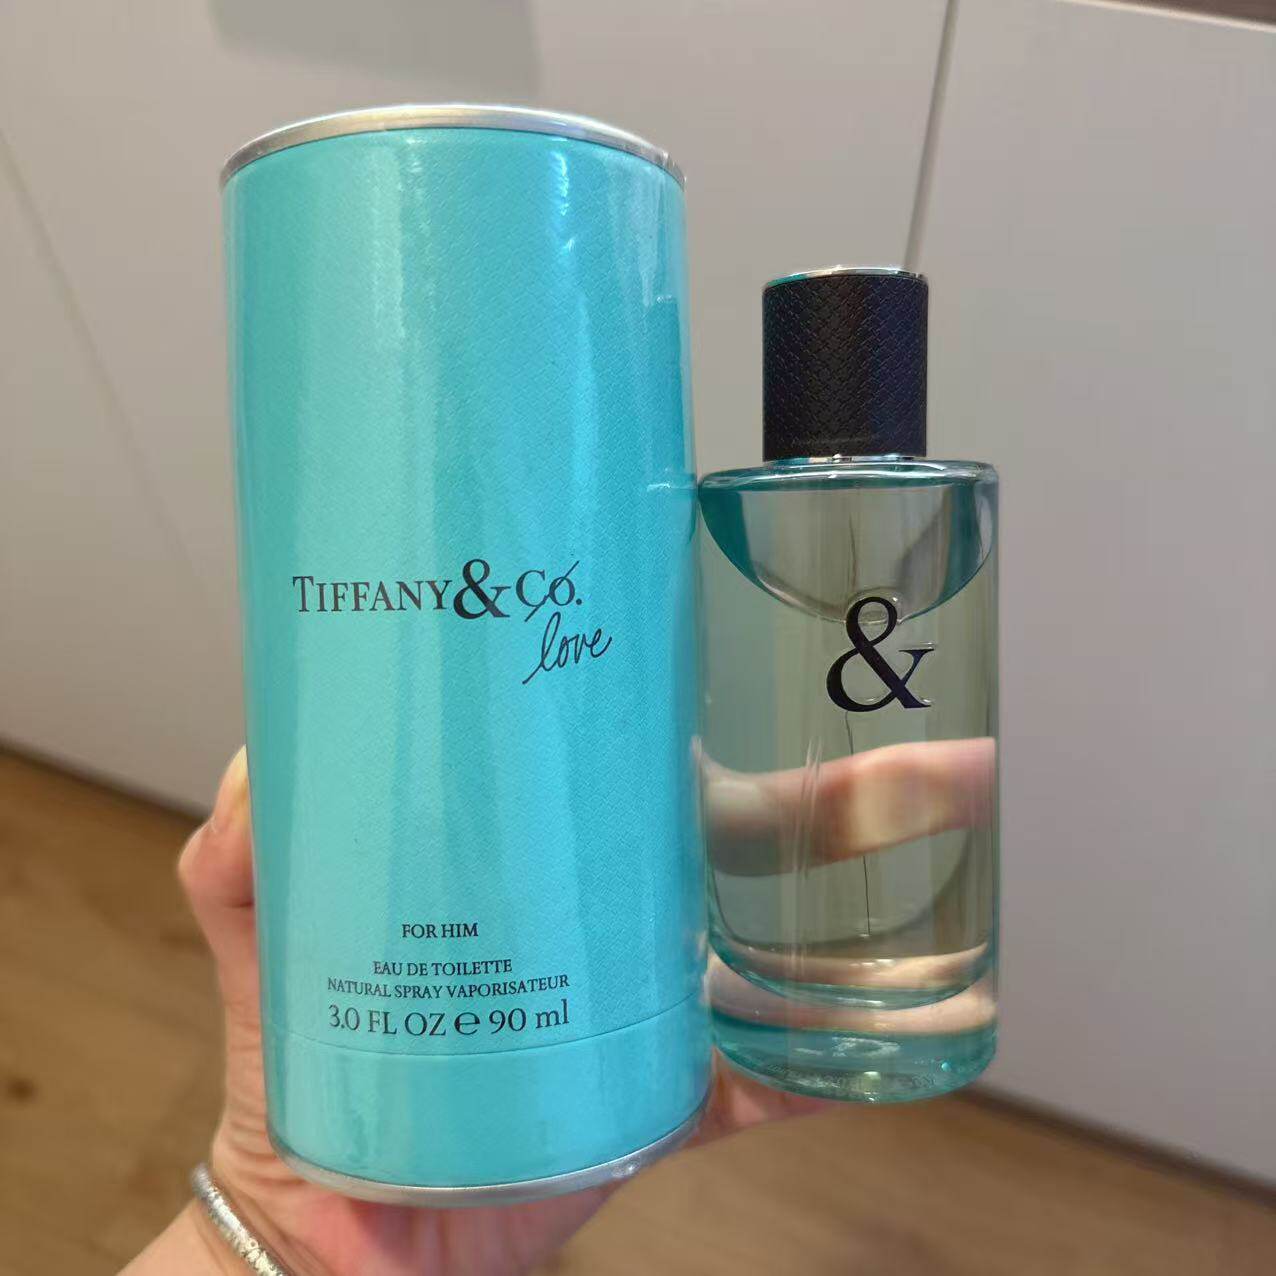 TIFFANY & Co.
love
FOR HIM
EAU DE TOILETTE
NATURAL SPRAY VAPORISATEUR
3.0 FL OZ ℮ 90 ml
&